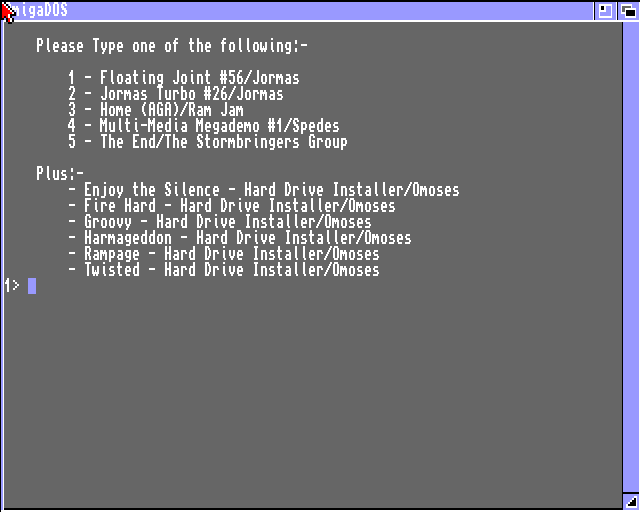 AmigaDOS
Please Type one of the following:-
1 - Floating Joint #56/Jormas
2 - Jormas Turbo #26/Jormas
3 - Home (AGA)/Ram Jam
4 - Multi-Media Megademo #1/Spedes
5 - The End/The Stormbringers Group
Plus:-
- Enjoy the Silence - Hard Drive Installer/Omoses
- Fire Hard - Hard Drive Installer/Omoses
- Groovy - Hard Drive Installer/Omoses
- Harmageddon - Hard Drive Installer/Omoses
- Rampage - Hard Drive Installer/Omoses
- Twisted - Hard Drive Installer/Omoses
1>